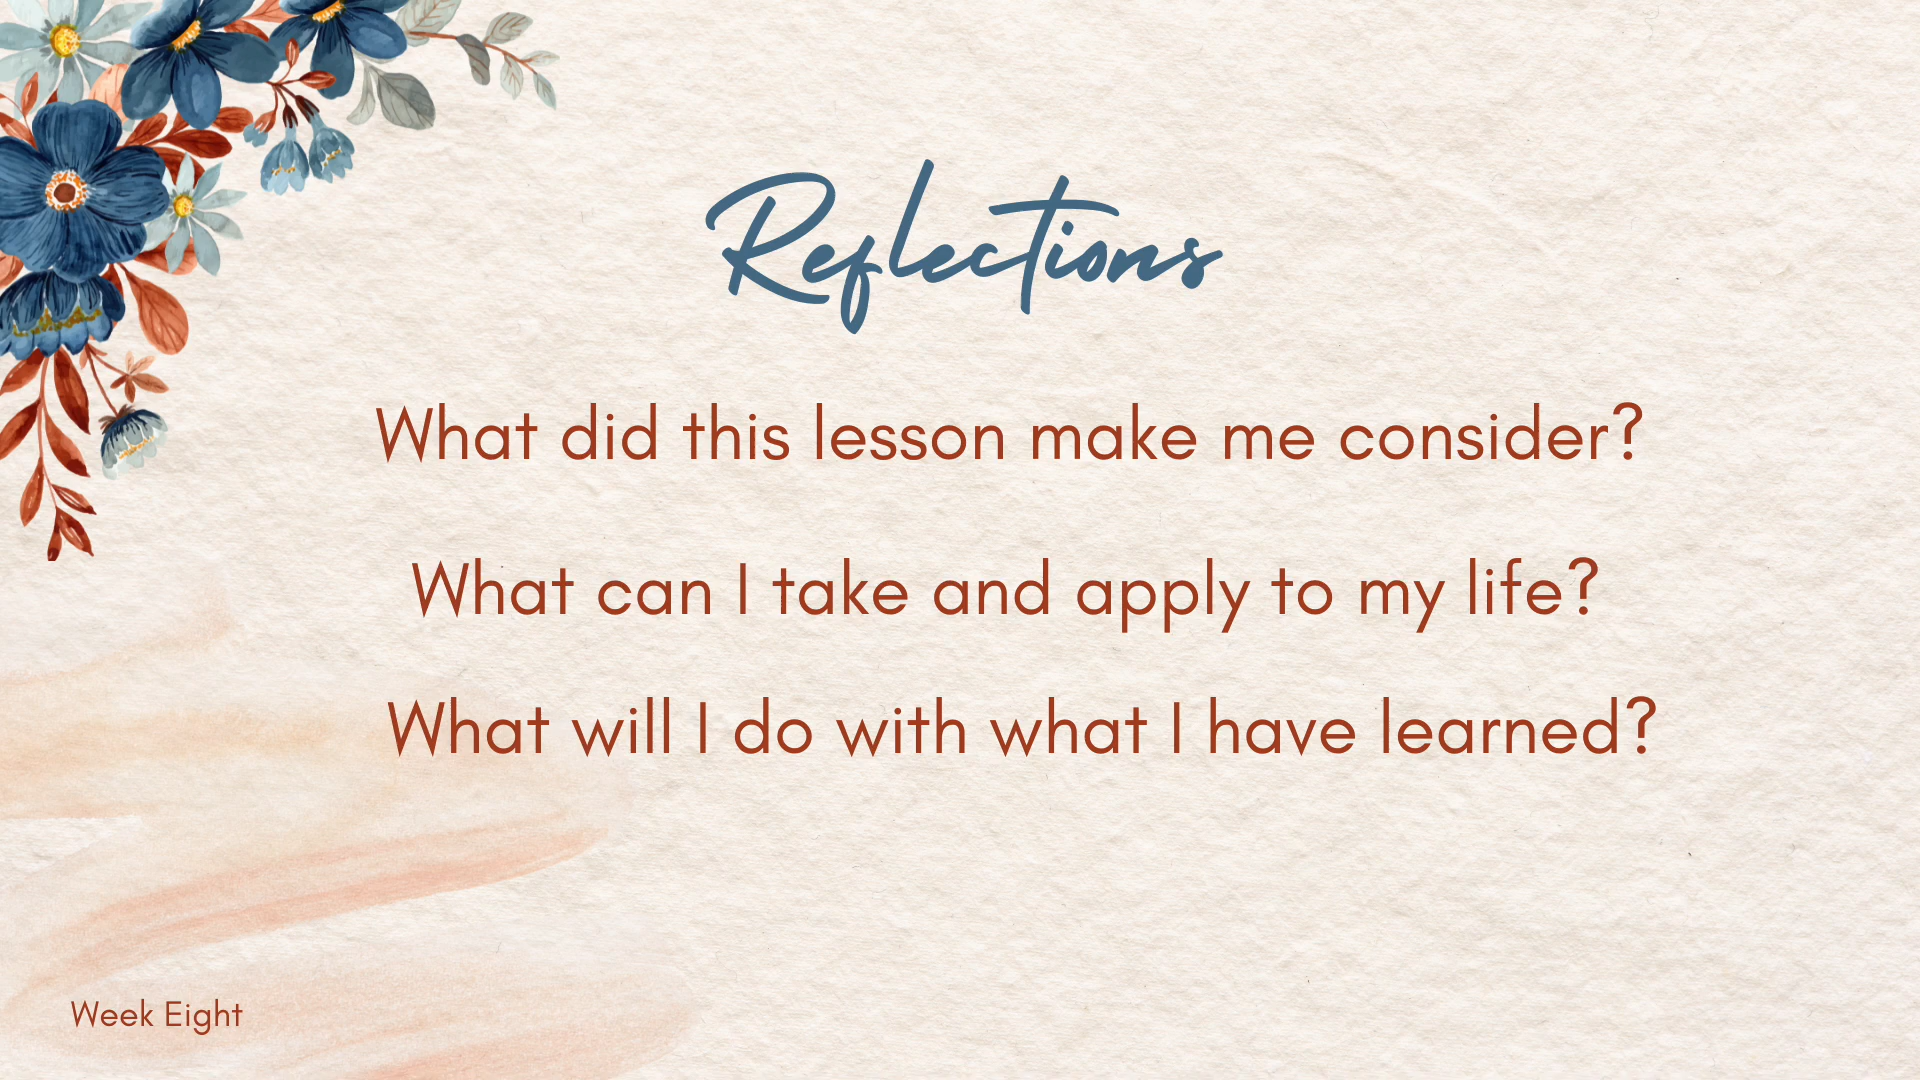 Reflections
What did this lesson make me consider?
What can I take and apply to my life?
What will I do with what I have learned?
Week Eight